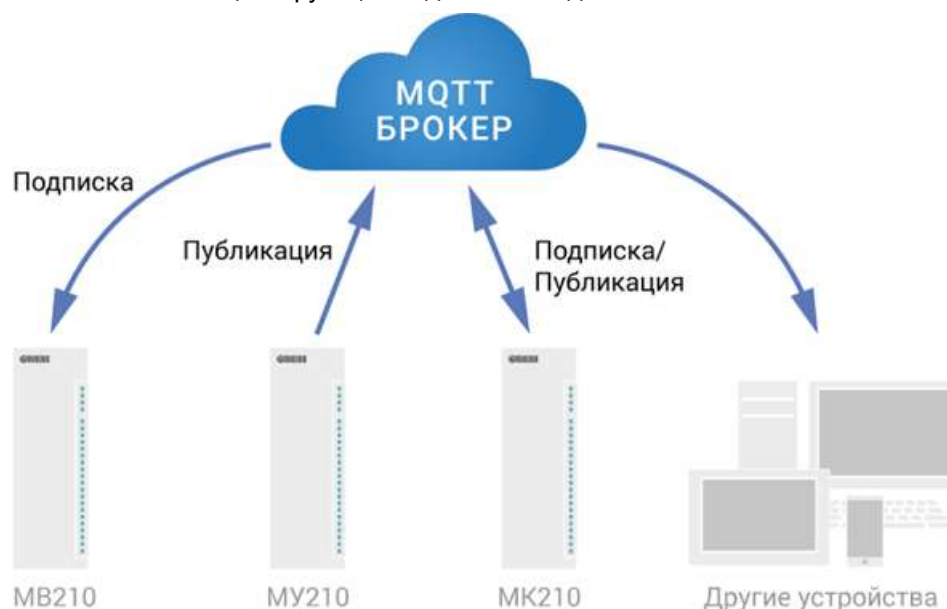 MQTT
БРОКЕР
Подписка
Публикация
Подписка/
Публикация
МВ210
МУ210
МК210
Другие устройства